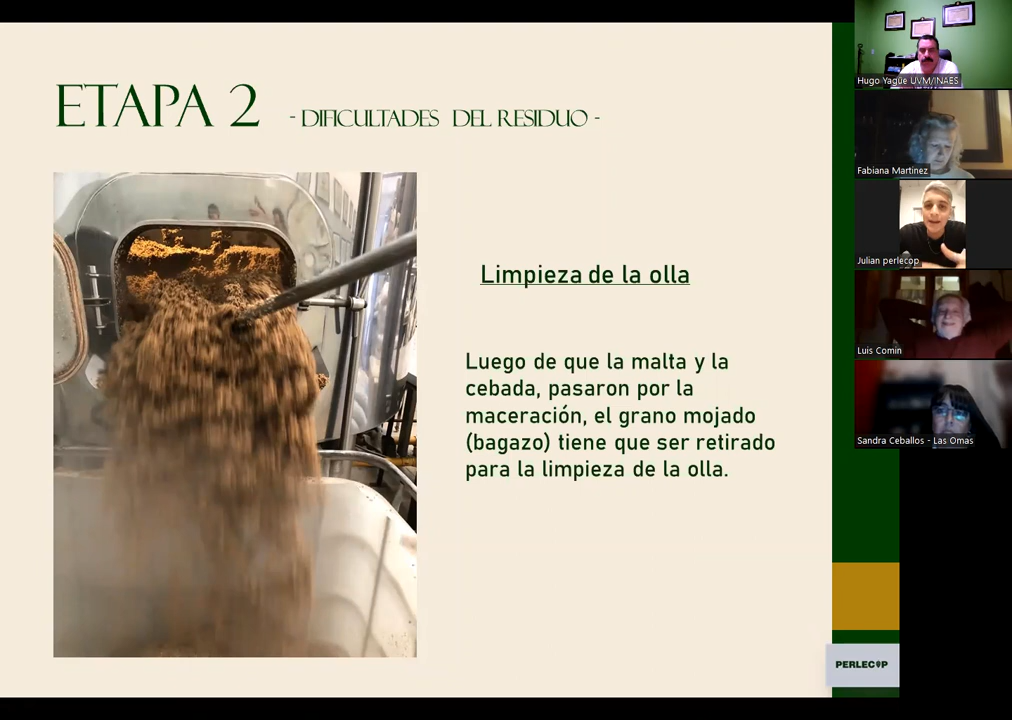 ETAPA 2 - DIFICULTADES DEL RESIDUO -
Limpieza de la olla
Luego de que la malta y la
cebada, pasaron por la
maceración, el grano mojado
(bagazo) tiene que ser retirado
para la limpieza de la olla.
PERLECOP
Hugo Yague UVM/INAES
Fabiana Martinez
Julian perlecop
Luis Comin
Sandra Ceballos - Las Omas